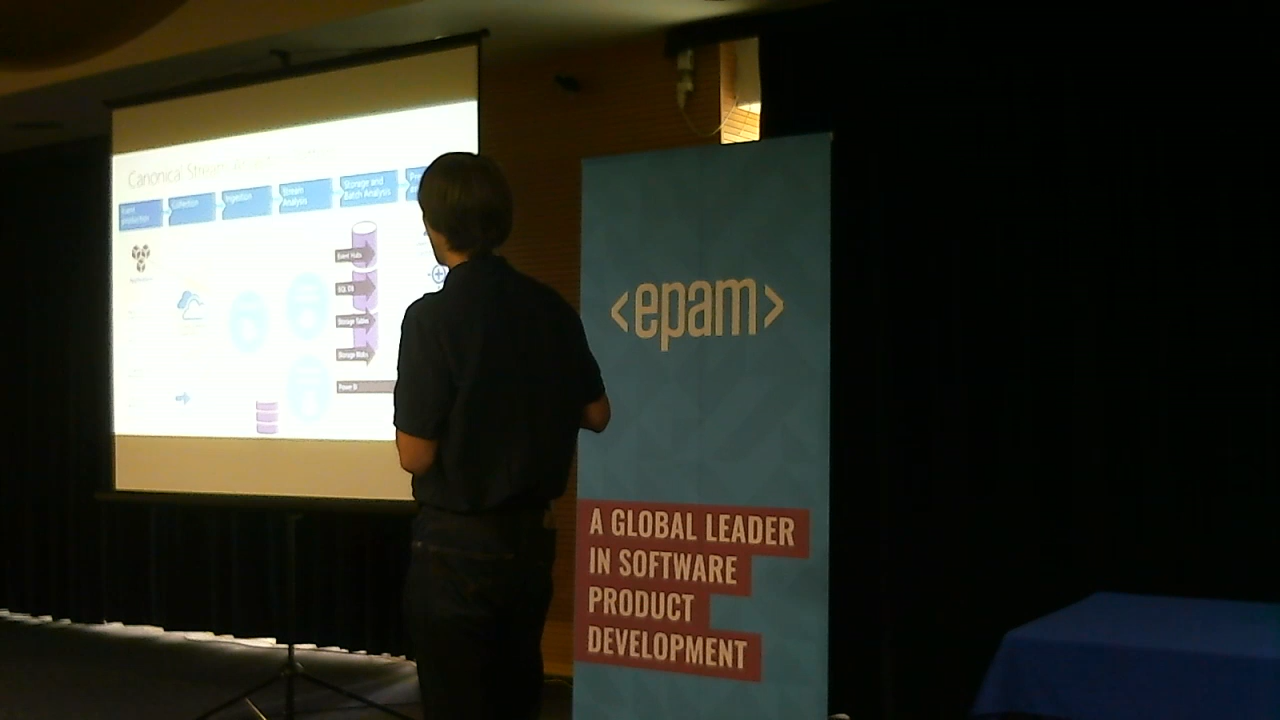 Canonical Stream
Event
production
Collection
Ingestion
Stream
Analysis
Storage and
Batch Analysis
Event Hubs
SQL DB
Storage Tables
Storage Blobs
Power BI
<epam>
A GLOBAL LEADER
IN SOFTWARE
PRODUCT
DEVELOPMENT